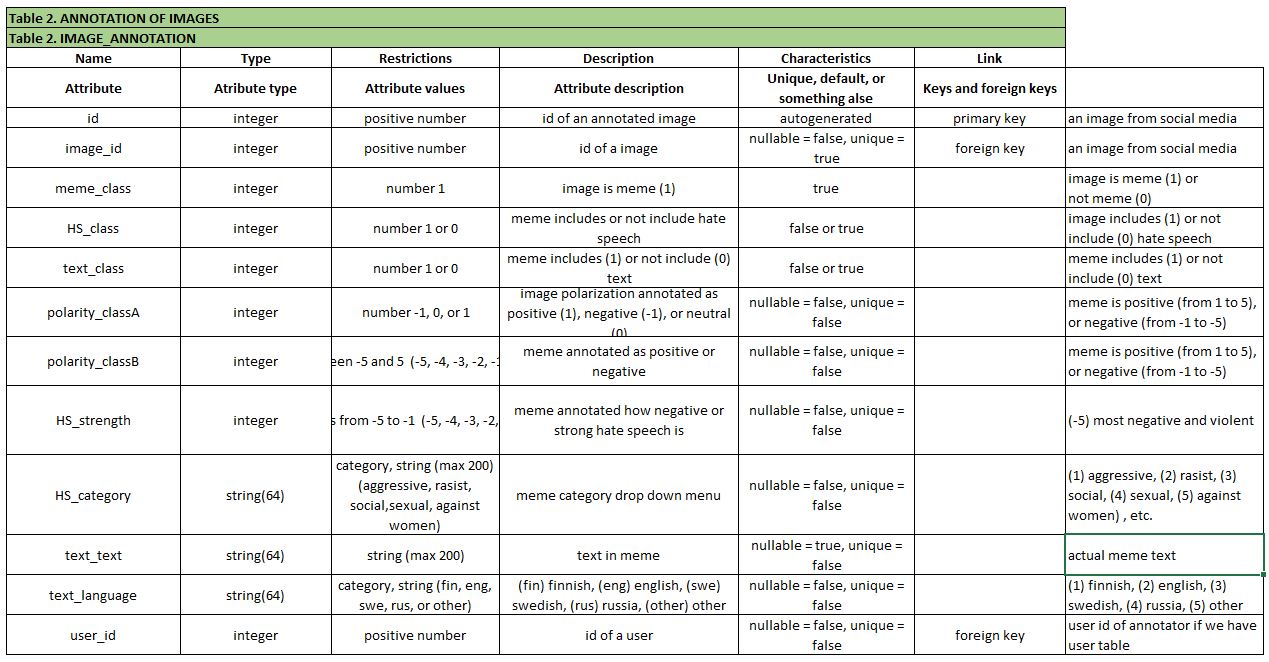 Table 2. ANNOTATION OF IMAGES
Table 2. IMAGE_ANNOTATION
Name Type Restrictions Description Characteristics Link
Attribute Atribute type Attribute values Attribute description Unique, default, or something alse Keys and foreign keys
id integer positive number id of an annotated image autogenerated primary key an image from social media
image_id integer positive number id of a image nullable = false, unique = true foreign key an image from social media
meme_class integer number 1 image is meme (1) true image is meme (1) or not meme (0)
HS_class integer number 1 or 0 meme includes or not include hate speech false or true image includes (1) or not include (0) hate speech
text_class integer number 1 or 0 meme includes (1) or not include (0) text false or true meme includes (1) or not include (0) text
polarity_classA integer number -1, 0, or 1 image polarization annotated as positive (1), negative (-1), or neutral (0) nullable = false, unique = false meme is positive (from 1 to 5), or negative (from -1 to -5)
polarity_classB integer and 5 (-5, -4, -3, -2, meme annotated as positive or negative nullable = false, unique = false meme is positive (from 1 to 5), or negative (from -1 to -5)
HS_strength integer from -5 to -1 (-5, -4, -3, -2, meme annotated how negative or strong hate speech is nullable = false, unique = false (-5) most negative and violent
HS_category string(64) category, string (max 200) (aggressive, rasist, social,sexual, against women) meme category drop down menu nullable = false, unique = false (1) aggressive, (2) rasist, (3) social, (4) sexual, (5) against women) , etc.
text_text string(64) string (max 200) text in meme nullable = true, unique = false actual meme text
text_language string(64) category, string (fin, eng, swe, rus, or other) (fin) finnish, (eng) english, (swe) swedish, (rus) russia, (other) other nullable = false, unique = false (1) finnish, (2) english, (3) swedish, (4) russia, (5) other
user_id integer positive number id of a user nullable = false, unique = false foreign key user id of annotator if we have user table